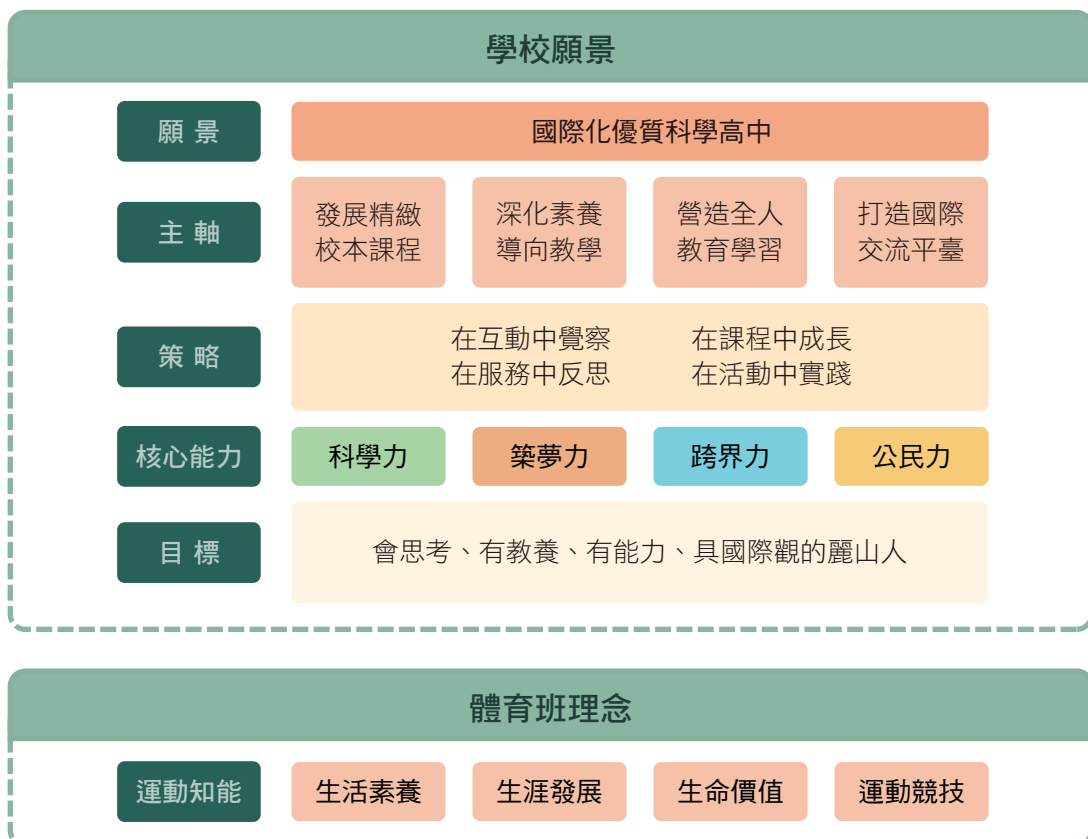 學校願景
願景
國際化優質科學高中
主軸
發展精緻
校本課程
深化素養
導向教學
營造全人
教育學習
打造國際
交流平臺
策略
在互動中覺察 在課程中成長
在服務中反思 在活動中實踐
核心能力
科學力
築夢力
跨界力
公民力
目標
會思考、有教養、有能力、具國際觀的麗山人
體育班理念
運動知能
生活素養
生涯發展
生命價值
運動競技